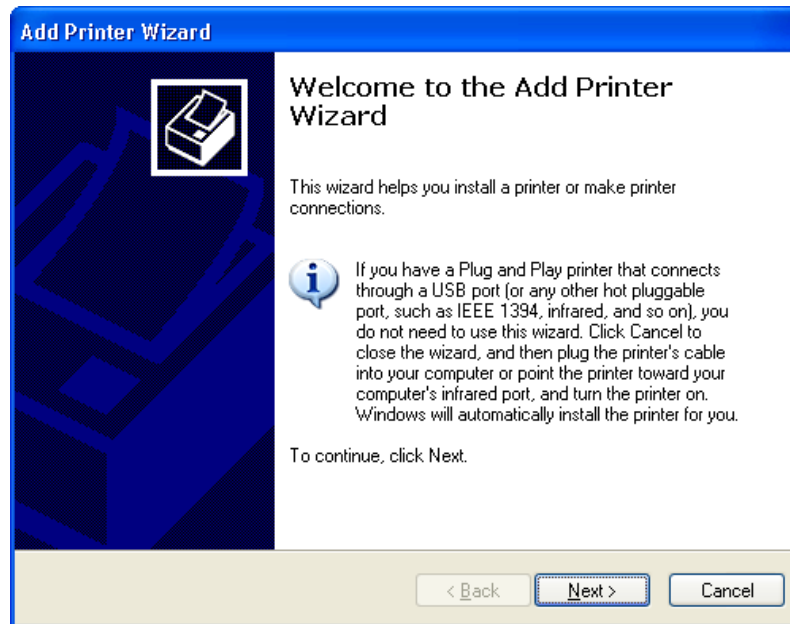 Add Printer Wizard
Welcome to the Add Printer
Wizard
This wizard helps you install a printer or make printer
connections.
If you have a Plug and Play printer that connects
through a USB port (or any other hot pluggable
port, such as IEEE 1394, infrared, and so on), you
do not need to use this wizard. Click Cancel to
close the wizard, and then plug the printer's cable
into your computer or point the printer toward your
computer's infrared port, and turn the printer on.
Windows will automatically install the printer for you.
To continue, click Next.
< Back Next > Cancel